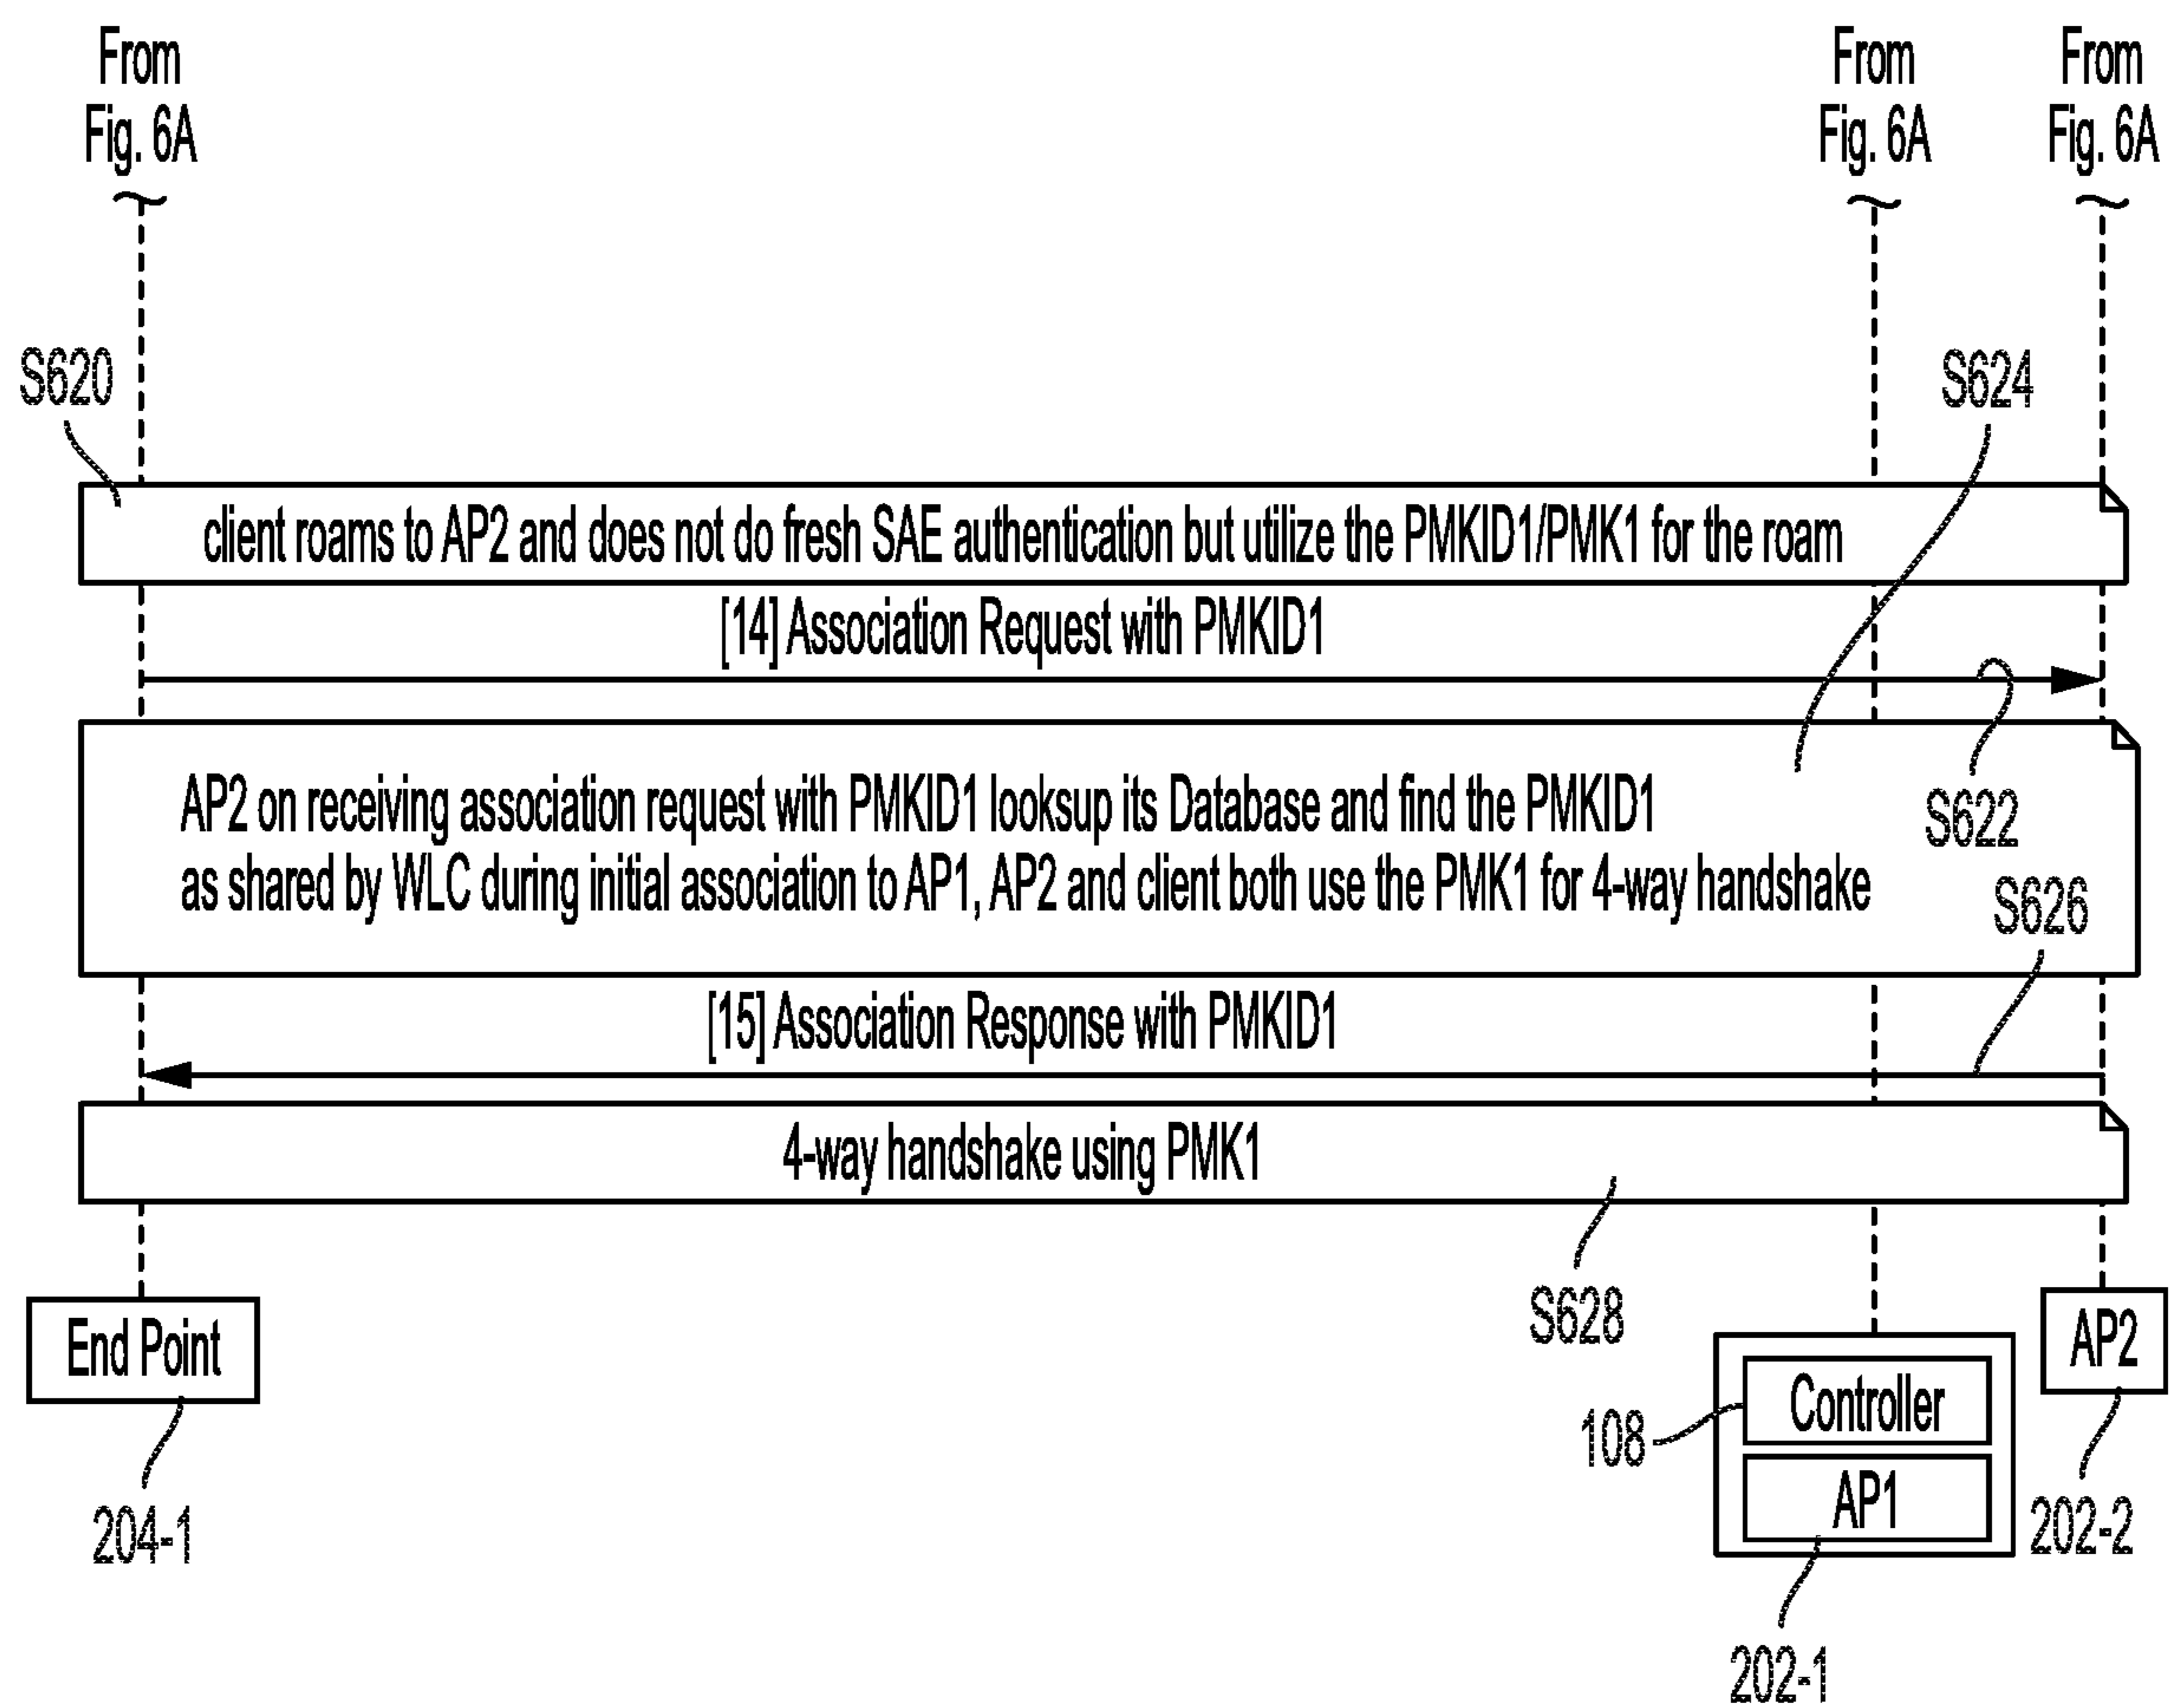 From
Fig. 6A
From
Fig. 6A
From
Fig. 6A
S620
S624
client roams to AP2 and does not do fresh SAE authentication but utilize the PMKID1/PMK1 for the roam
[14] Association Request with PMKID1
S622
AP2 on receiving association request with PMKID1 looksup its Database and find the PMKID1
as shared by WLC during initial association to AP1, AP2 and client both use the PMK1 for 4-way handshake
S626
[15] Association Response with PMKID1
4-way handshake using PMK1
S628
End Point
204-1
108
Controller
AP1
202-1
AP2
202-2